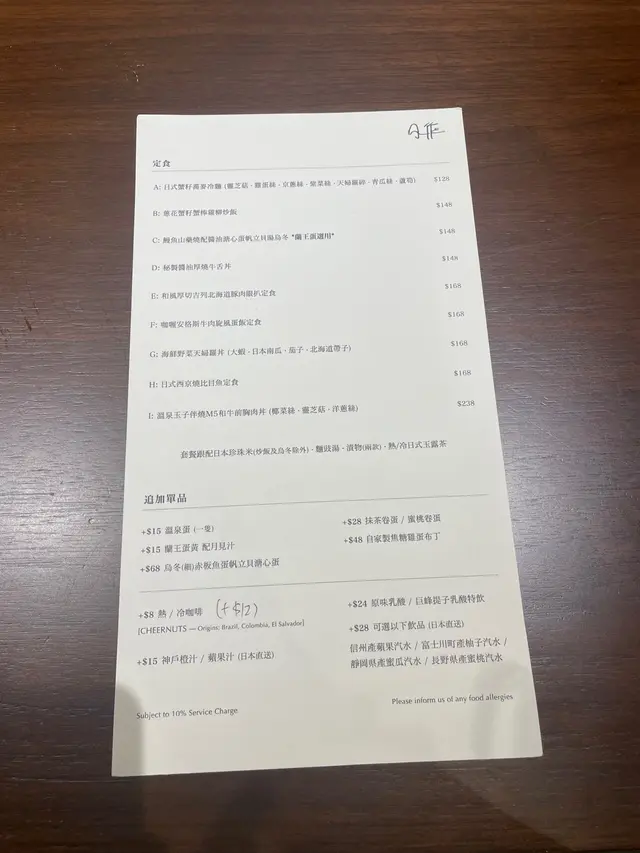 定食
A: 日式蟹籽蕎麥冷麵 (靈芝菇 · 雞蛋絲 · 京蔥絲 · 紫菜絲 · 天婦羅碎 · 青瓜絲 · 蘿蔔) $128
B: 蔥花蟹籽蟹棒雞柳炒飯 $148
C: 鰻魚山藥燒配醬油溏心蛋帆立貝湯烏冬 *蘭王蛋選用* $148
D: 秘製醬油厚燒牛舌丼 $148
E: 和風厚切吉列北海道豚肉眼扒定食 $168
F: 咖喱安格斯牛肉旋風蛋飯定食 $168
G: 海鮮野菜天婦羅丼 (大蝦 · 日本南瓜 · 茄子 · 北海道帶子) $168
H: 日式西京燒比目魚定食 $168
I: 溫泉玉子伴燒M5和牛前胸肉丼 (椰菜絲 · 靈芝菇 · 洋蔥絲) $238
套餐跟配日本珍珠米(炒飯及烏冬除外) · 麵豉湯 · 漬物(兩款) · 熱/冷日式玉露茶
追加單品
+$15 溫泉蛋 (一隻)
+$15 蘭王蛋黃 配月見汁
+$68 烏冬(細)赤板魚蛋帆立貝溏心蛋
+$28 抹茶卷蛋 / 蜜桃卷蛋
+$48 自家製焦糖雞蛋布丁
+$8 熱 / 冷咖啡 (+$12)
[CHEERNUTS — Origins: Brazil, Colombia, El Salvador]
+$15 神戶橙汁 / 蘋果汁 (日本直送)
+$24 原味乳酸 / 巨峰提子乳酸特飲
+$28 可選以下飲品 (日本直送)
信州產蘋果汽水 / 富士川町產柚子汽水 /
靜岡県產蜜瓜汽水 / 長野県產蜜桃汽水
Subject to 10% Service Charge
Please inform us of any food allergies